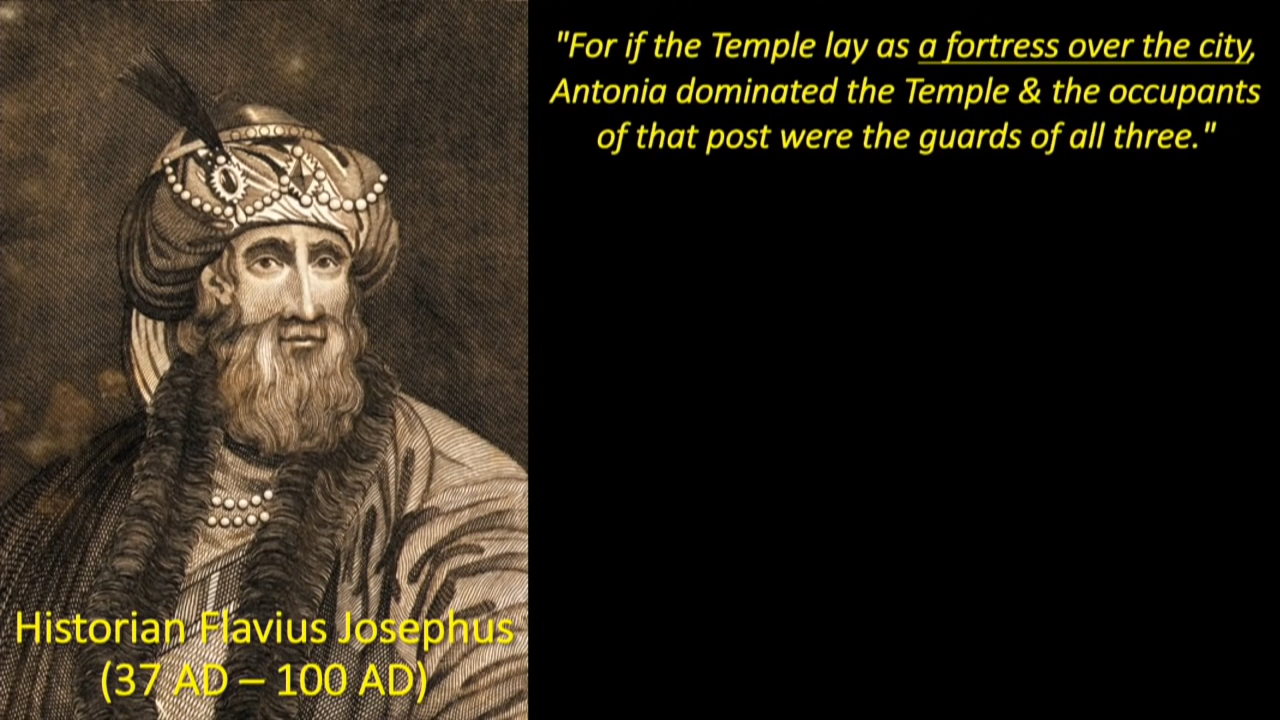 "For if the Temple lay as a fortress over the city,
Antonia dominated the Temple & the occupants
of that post were the guards of all three."
Historian Flavius Josephus
(37 AD – 100 AD)